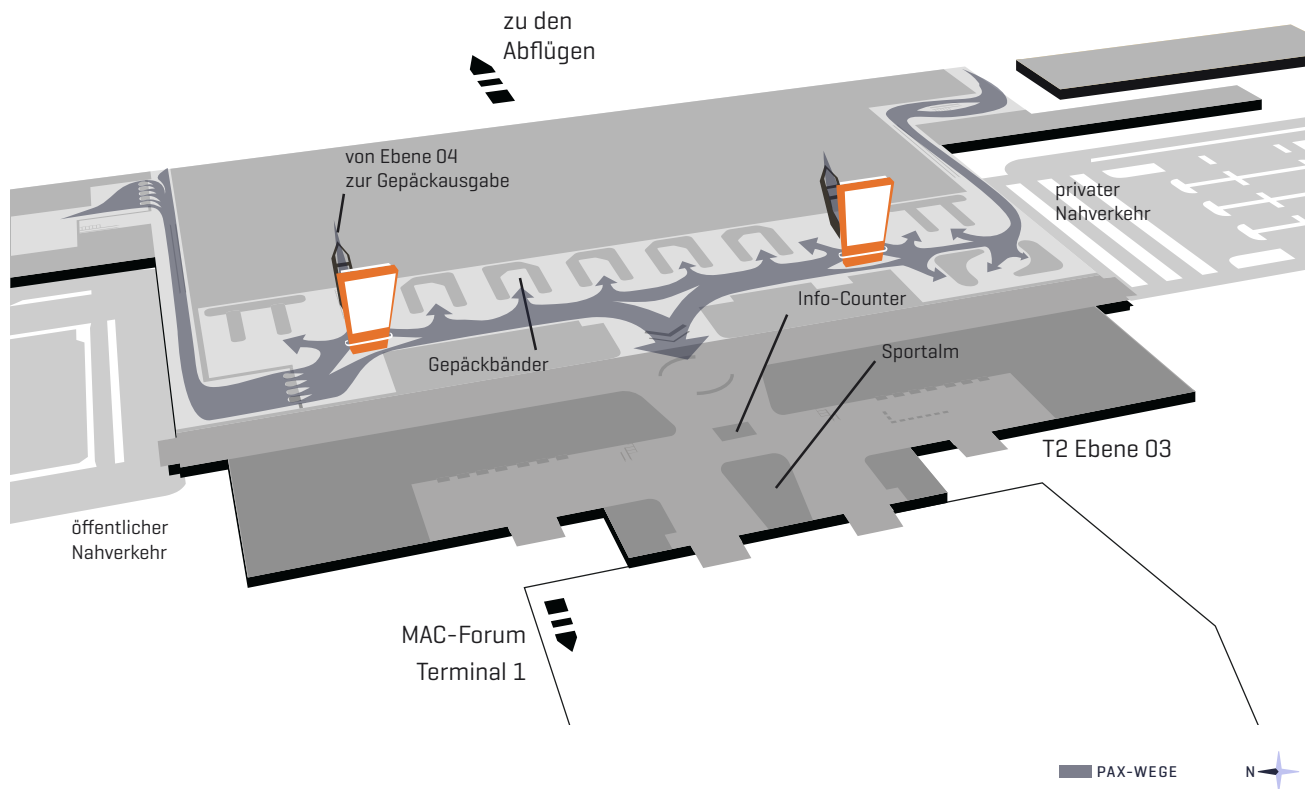 zu den
Abflügen
von Ebene 04
zur Gepäckausgabe
privater
Nahverkehr
Info-Counter
Gepäckbänder
Sportalm
T2 Ebene 03
öffentlicher
Nahverkehr
MAC-Forum
Terminal 1
PAX-WEGE
N